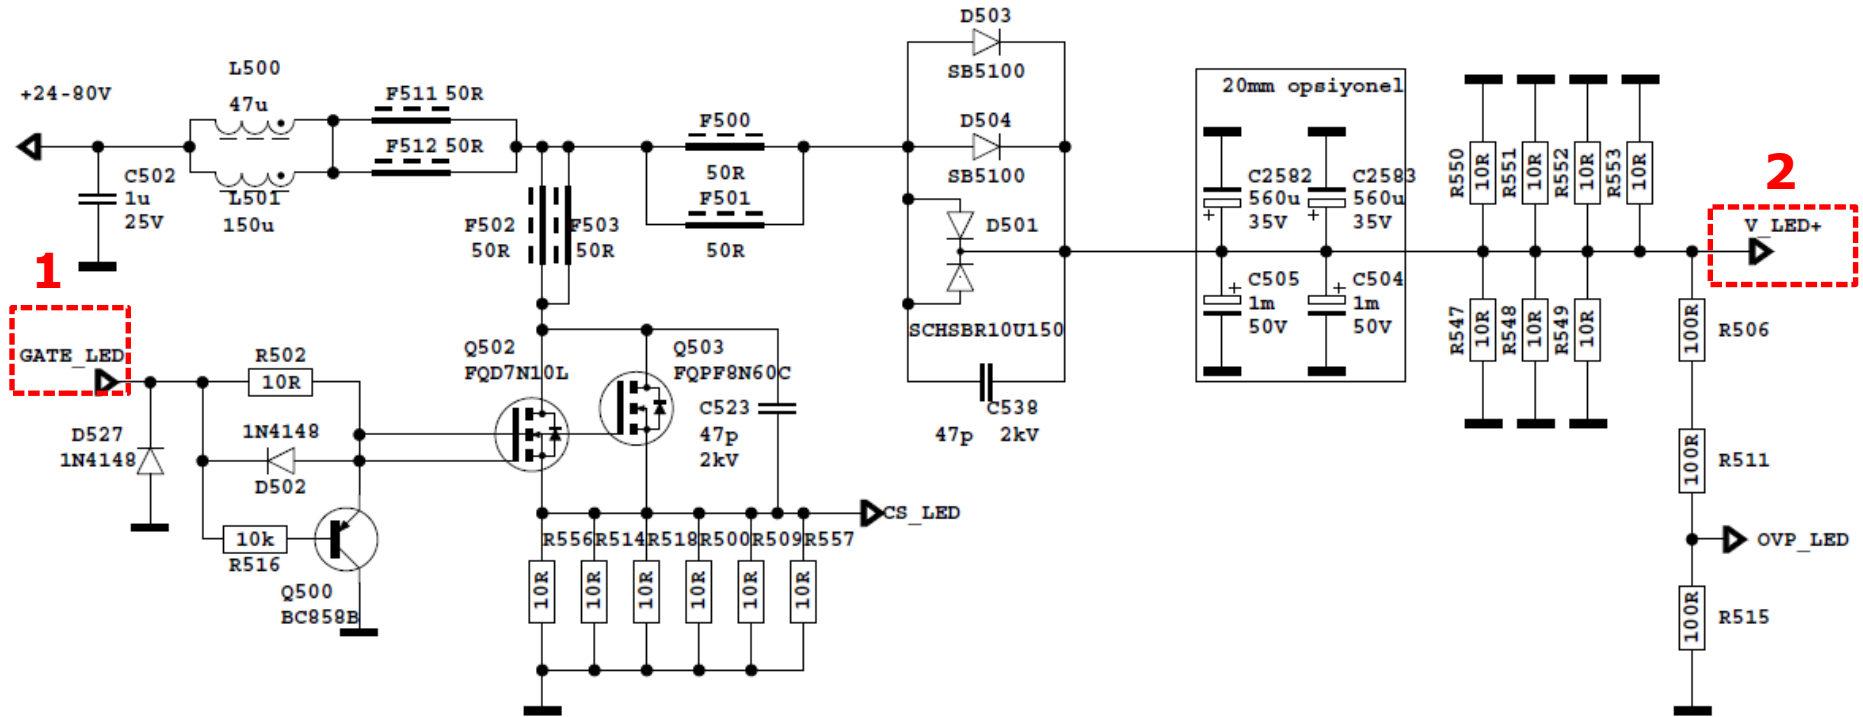 D503
SB5100
L500
47u
+24-80V
F511 50R
F512 50R
L501
150u
C502
1u
25V
F500
50R
F501
50R
F502
50R
F503
50R
D504
SB5100
D501
SCHSBR10U150
C538
47p 2kV
20mm opsiyonel
C2582
560u
35V
C2583
560u
35V
C505
1m
50V
C504
1m
50V
R550
10R
R551
10R
R552
10R
R553
10R
R547
10R
R548
10R
R549
10R
2
V_LED+
1
GATE_LED
R502
10R
D527
1N4148
1N4148
D502
10k
R516
Q500
BC858B
Q502
FQD7N10L
Q503
FQPF8N60C
C523
47p
2kV
CS_LED
R556
R514
R518
R500
R509
R557
10R
10R
10R
10R
10R
10R
100R
R506
100R
R511
OVP_LED
100R
R515